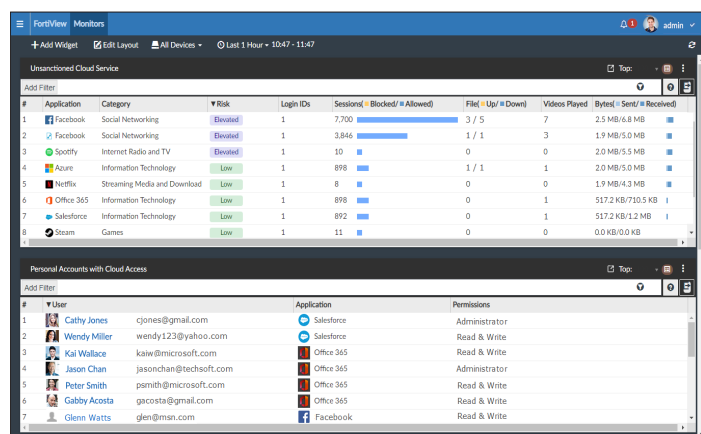 FortiView Monitors 1 admin
Add Widget Edit Layout All Devices Last 1 Hour 10:47 - 11:47
Unsanctioned Cloud Service Top:
Add Filter
# Application Category Risk Login IDs Sessions( Blocked/ Allowed) File( Up/ Down) Videos Played Bytes( Sent/ Received)
1 Facebook Social Networking Elevated 1 7,700 3 / 5 7 2.5 MB/6.8 MB
2 Facebook Social Networking Elevated 1 3,846 1 / 1 3 1.9 MB/5.0 MB
3 Spotify Internet Radio and TV Elevated 1 10 0 0 2.0 MB/5.5 MB
4 Azure Information Technology Low 1 898 1 / 1 1 2.0 MB/5.0 MB
5 Netflix Streaming Media and Download Low 1 8 0 0 1.9 MB/4.3 MB
6 Office 365 Information Technology Low 1 898 0 1 517.2 KB/710.5 KB
7 Salesforce Information Technology Low 1 892 0 1 517.2 KB/1.2 MB
8 Steam Games Low 1 11 0 0 0.0 KB/0.0 KB
Personal Accounts with Cloud Access Top:
Add Filter
# User Application Permissions
1 Cathy Jones cjones@gmail.com Salesforce Administrator
2 Wendy Miller wendy123@yahoo.com Salesforce Read & Write
3 Kai Wallace kaiw@microsoft.com Office 365 Read & Write
4 Jason Chan jasonchan@techsoft.com Office 365 Administrator
5 Peter Smith psmith@microsoft.com Office 365 Read & Write
6 Gabby Acosta gacosta@gmail.com Office 365 Read & Write
7 Glenn Watts glen@msn.com Facebook Read & Write